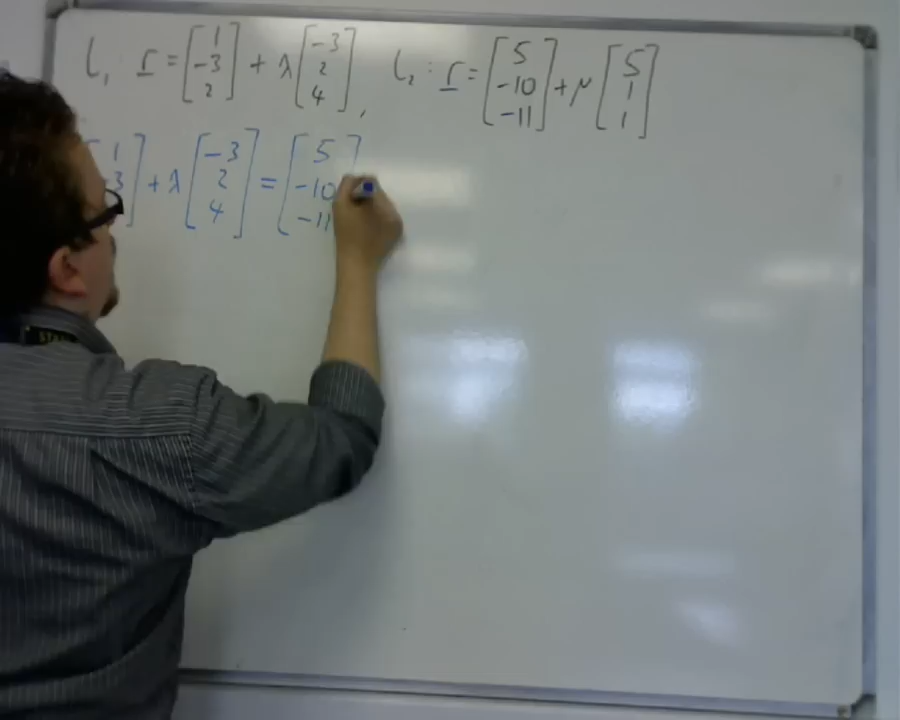 l₁ : r = [1 -3 2] + λ[-3 2 4], l₂ : r = [5 -10 -11] + μ[5 1 1]
[1 -3] + λ[-3 2 4] = [5 -10 -11]